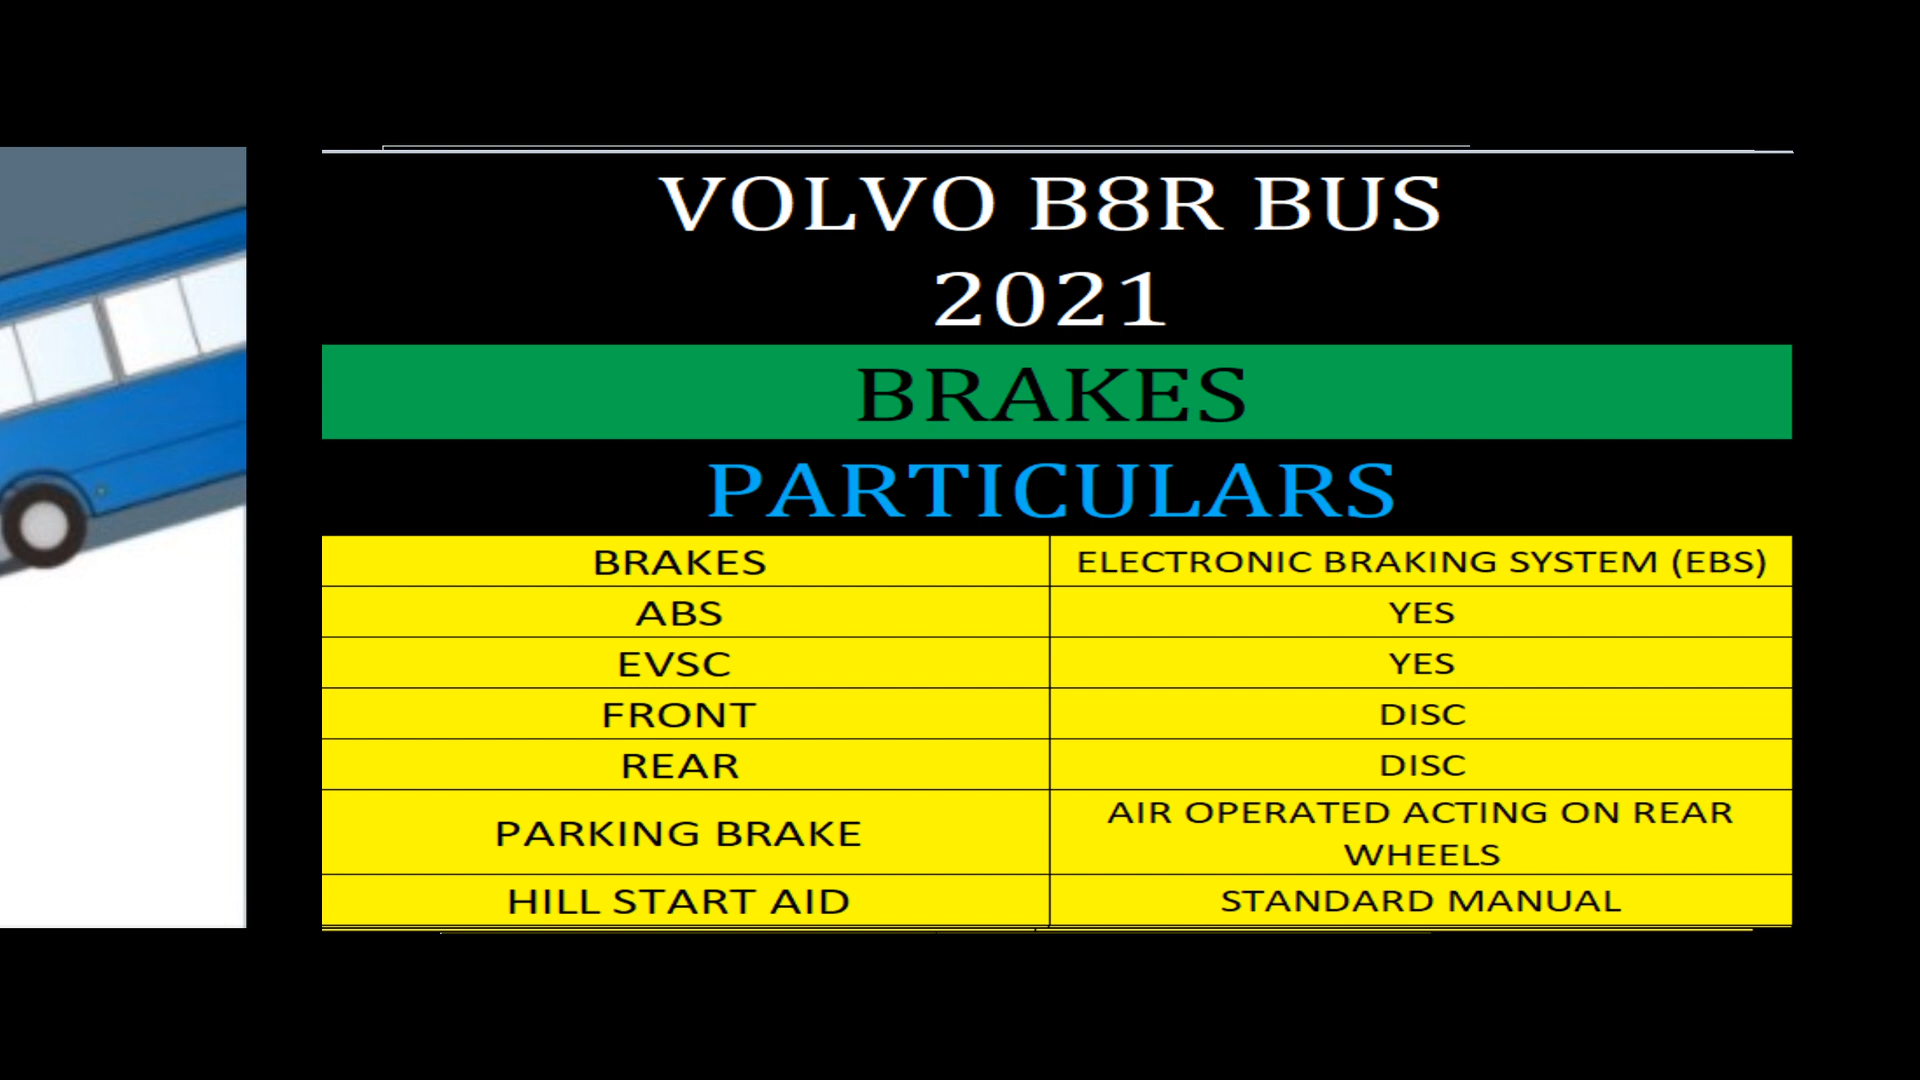 VOLVO B8R BUS
2021
BRAKES
PARTICULARS
BRAKES ELECTRONIC BRAKING SYSTEM (EBS)
ABS YES
EVSC YES
FRONT DISC
REAR DISC
PARKING BRAKE AIR OPERATED ACTING ON REAR
WHEELS
HILL START AID STANDARD MANUAL